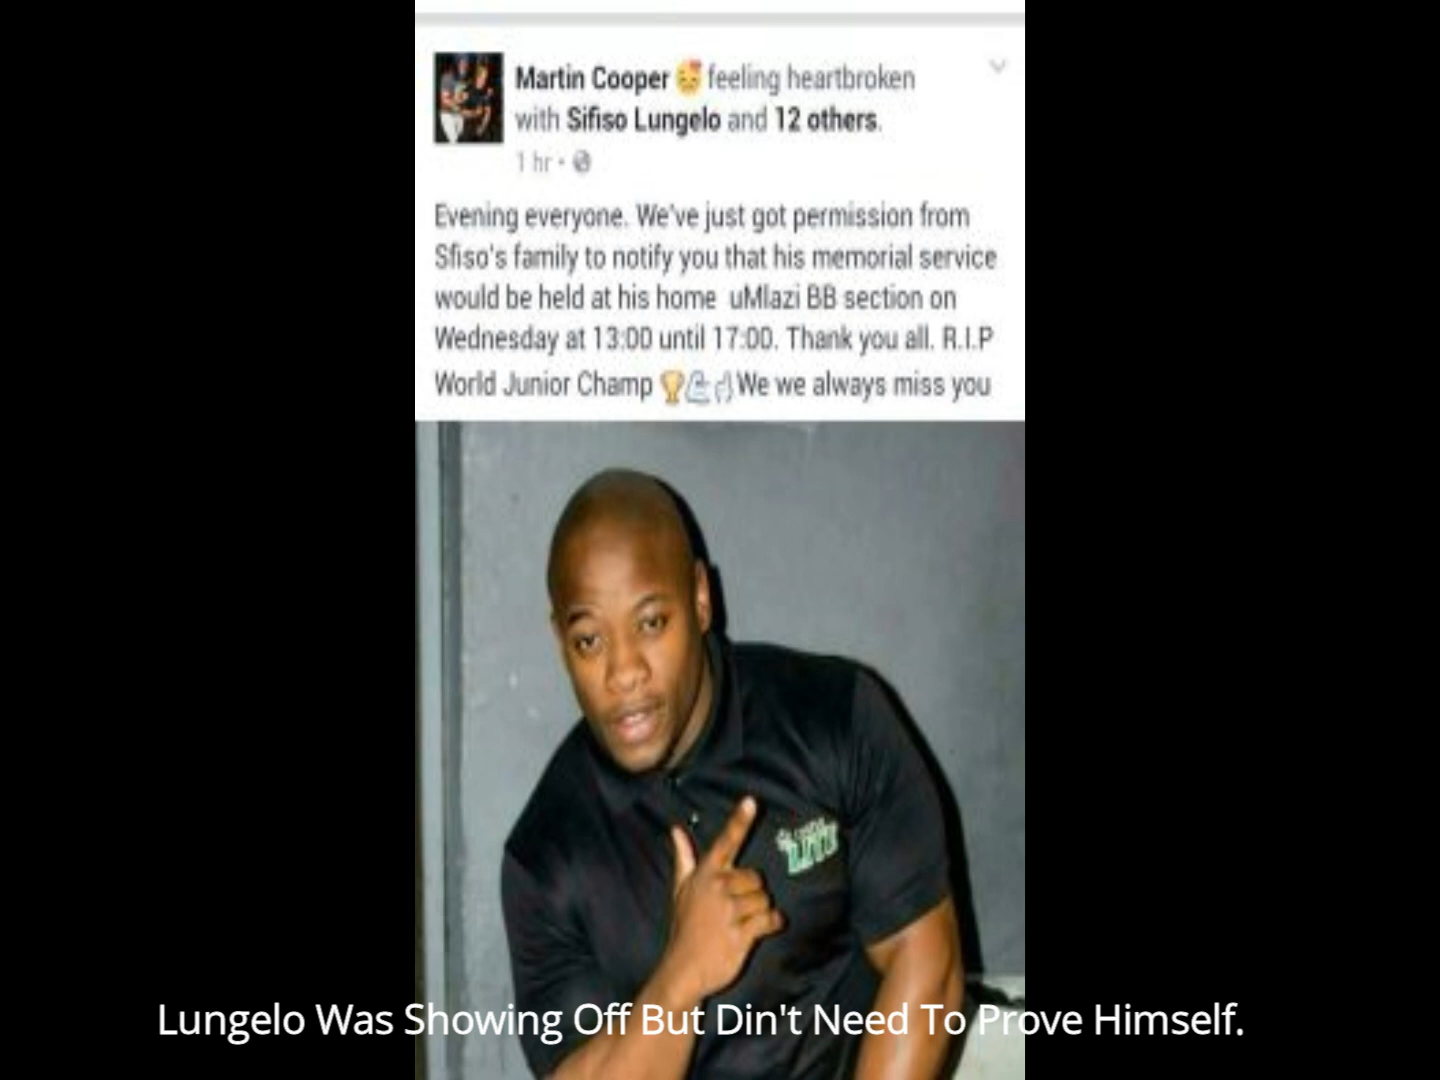 Martin Cooper 😔 feeling heartbroken
with Sifiso Lungelo and 12 others.
1 hr •
Evening everyone. We've just got permission from
Sfiso's family to notify you that his memorial service
would be held at his home uMlazi BB section on
Wednesday at 13:00 until 17:00. Thank you all. R.I.P
World Junior Champ 🏆💪☝We we always miss you
Lungelo Was Showing Off But Din't Need To Prove Himself.